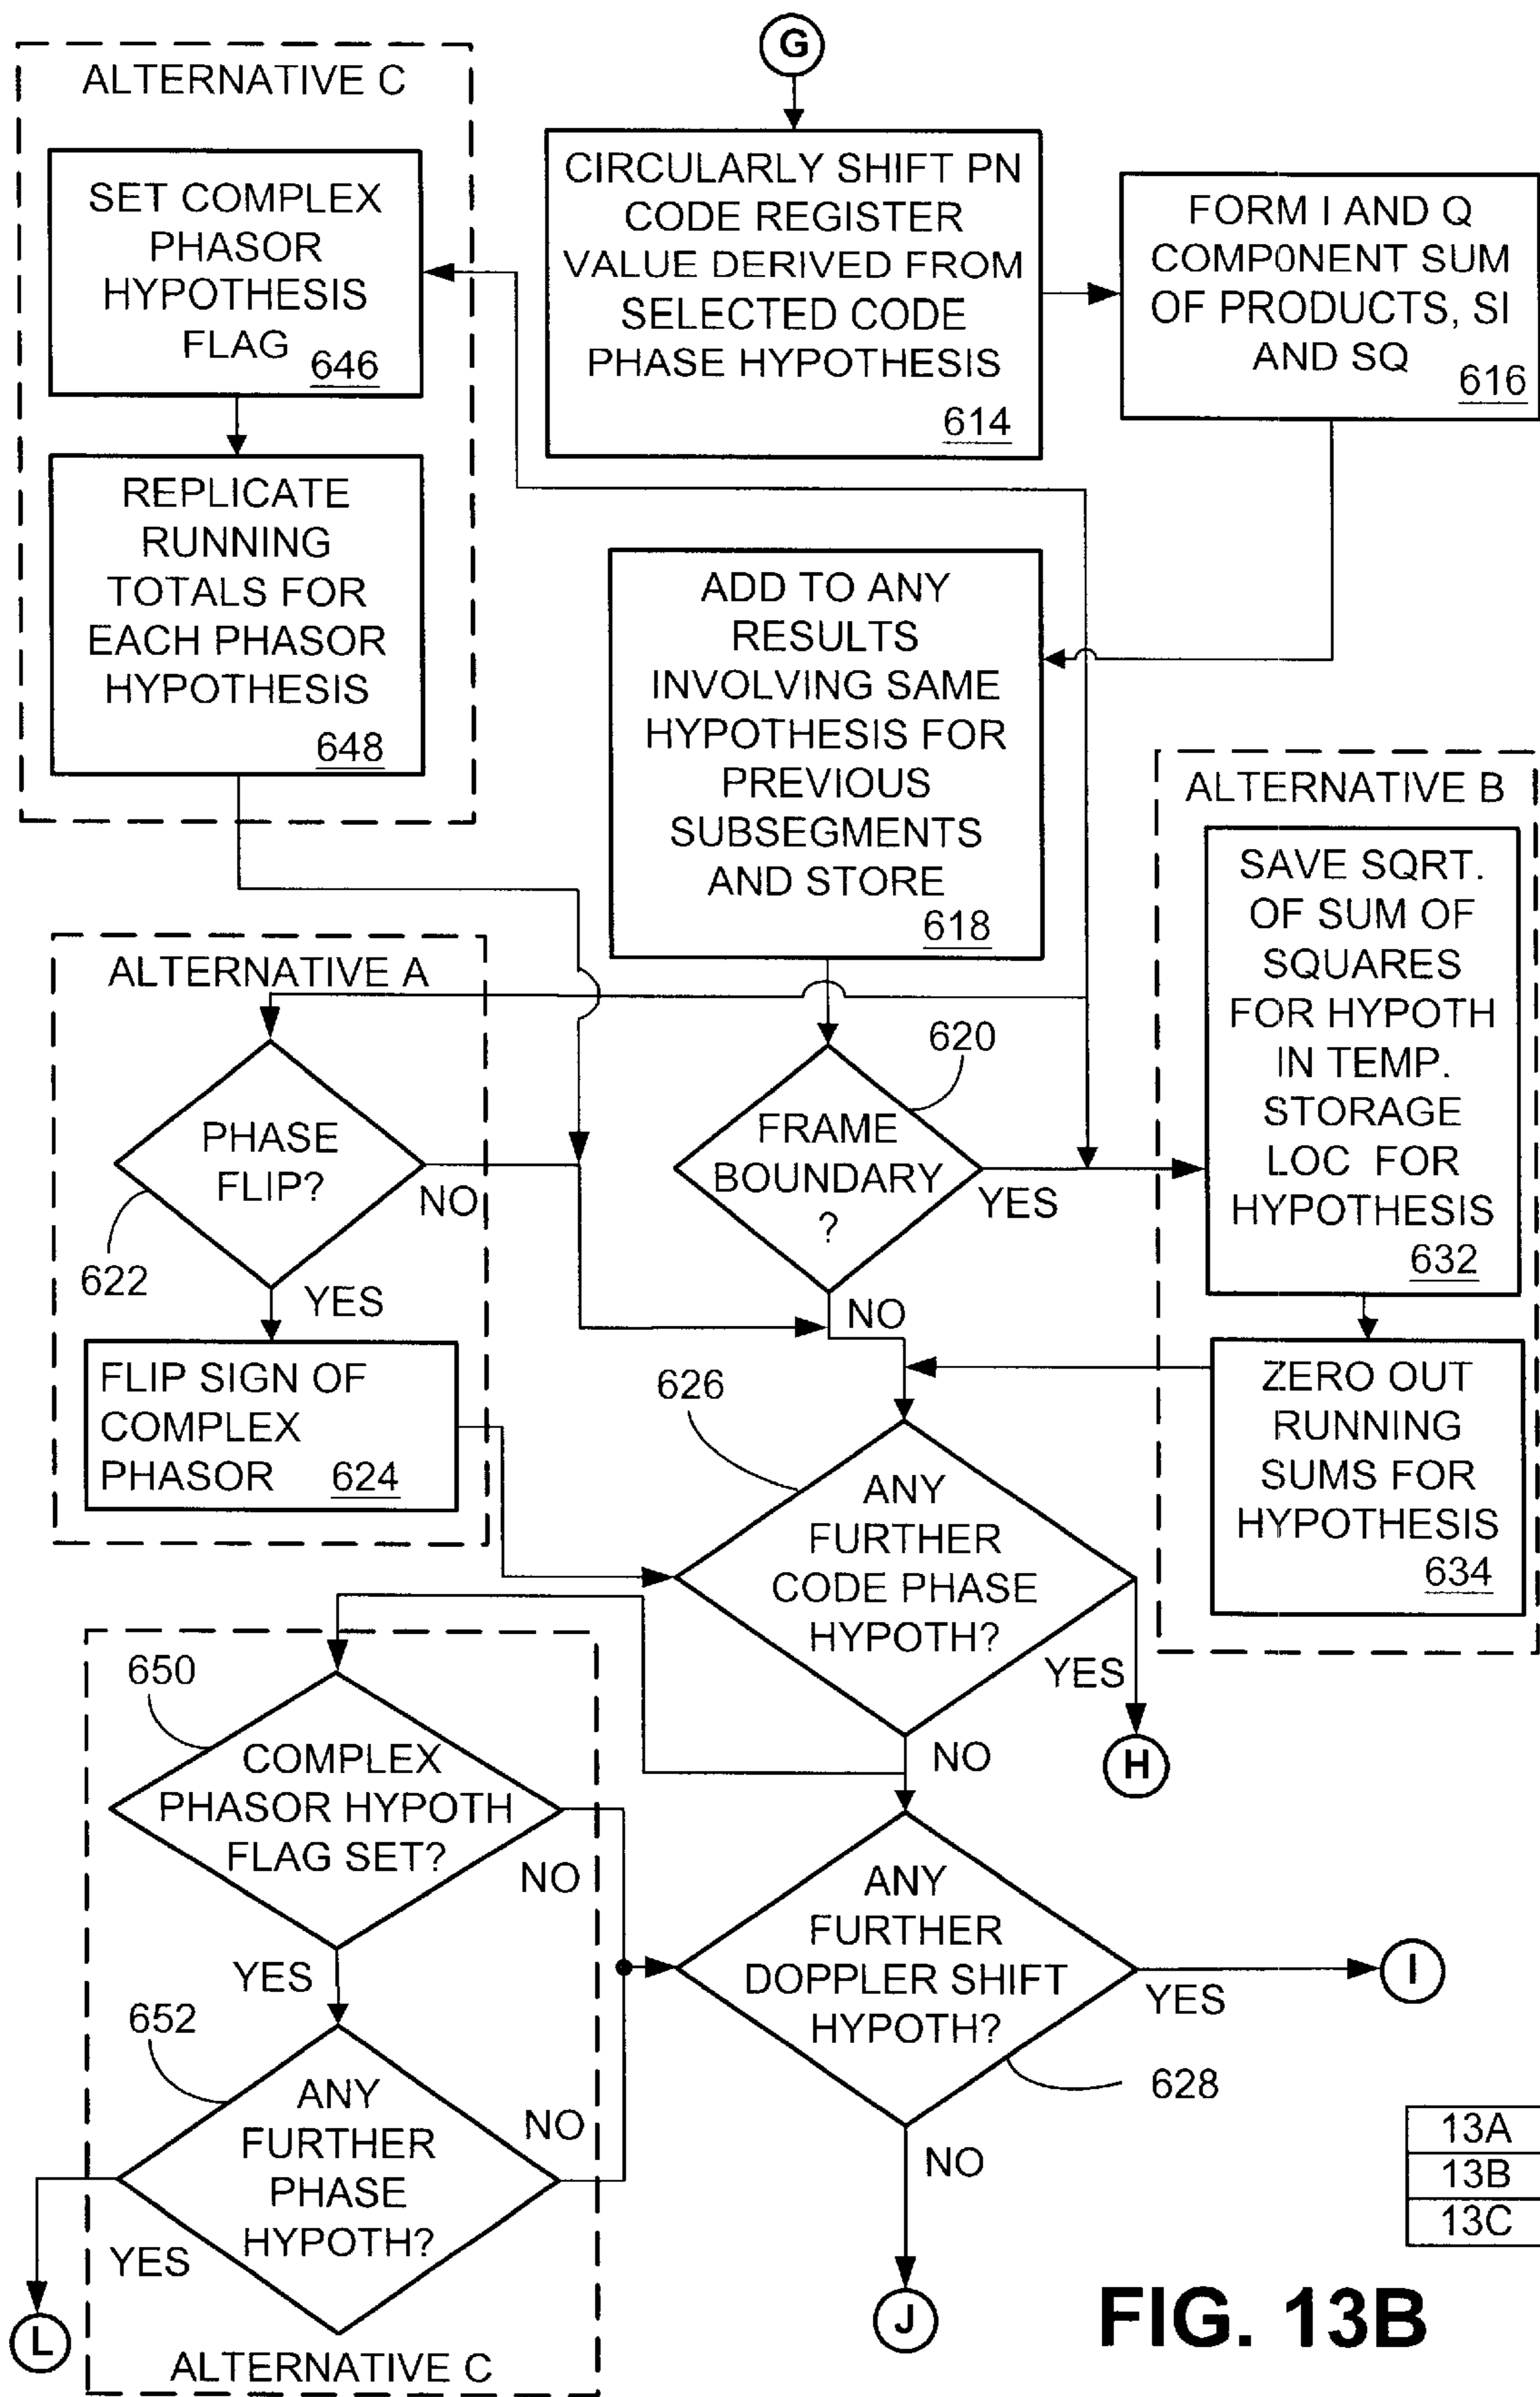 G
ALTERNATIVE C
SET COMPLEX
PHASOR
HYPOTHESIS
FLAG 646
REPLICATE
RUNNING
TOTALS FOR
EACH PHASOR
HYPOTHESIS
648
CIRCULARLY SHIFT PN
CODE REGISTER
VALUE DERIVED FROM
SELECTED CODE
PHASE HYPOTHESIS
614
FORM I AND Q
COMP0NENT SUM
OF PRODUCTS, SI
AND SQ 616
ADD TO ANY
RESULTS
INVOLVING SAME
HYPOTHESIS FOR
PREVIOUS
SUBSEGMENTS
AND STORE
618
ALTERNATIVE B
SAVE SQRT.
OF SUM OF
SQUARES
FOR HYPOTH
IN TEMP.
STORAGE
LOC FOR
HYPOTHESIS
632
ZERO OUT
RUNNING
SUMS FOR
HYPOTHESIS
634
ALTERNATIVE A
PHASE
FLIP?
NO
622
YES
FLIP SIGN OF
COMPLEX
PHASOR 624
620
FRAME
BOUNDARY
?
YES
NO
626
ANY
FURTHER
CODE PHASE
HYPOTH?
YES
H
NO
650
COMPLEX
PHASOR HYPOTH
FLAG SET?
NO
YES
652
ANY
FURTHER
PHASE
HYPOTH?
NO
YES
L
ALTERNATIVE C
ANY
FURTHER
DOPPLER SHIFT
HYPOTH?
YES
I
628
NO
J
13A
13B
13C
FIG. 13B